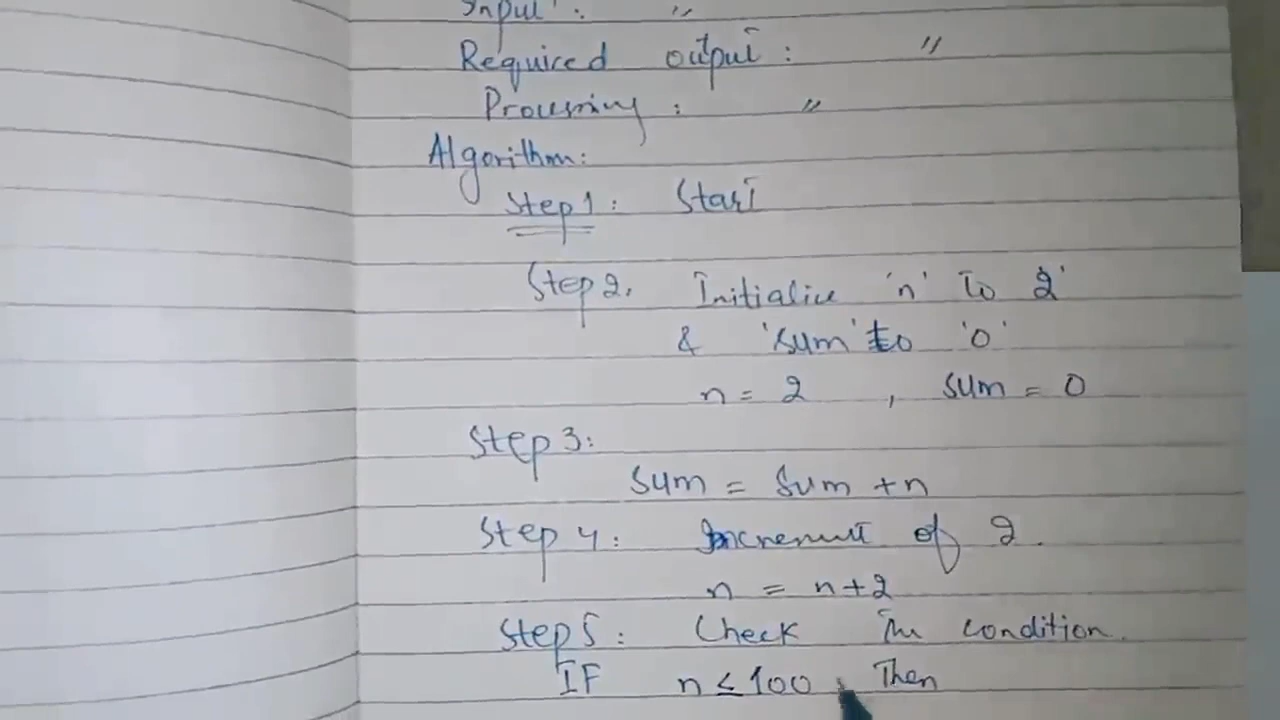 Input : "
Required output : "
Processing : "
Algorithm:
Step 1: Start
Step 2. Initialize 'n' to 2'
& 'sum' to '0'
n = 2 , sum = 0
Step 3:
sum = sum + n
Step 4: Increment of 2.
n = n+2
Step 5: Check the condition.
IF n ≤ 100 Then